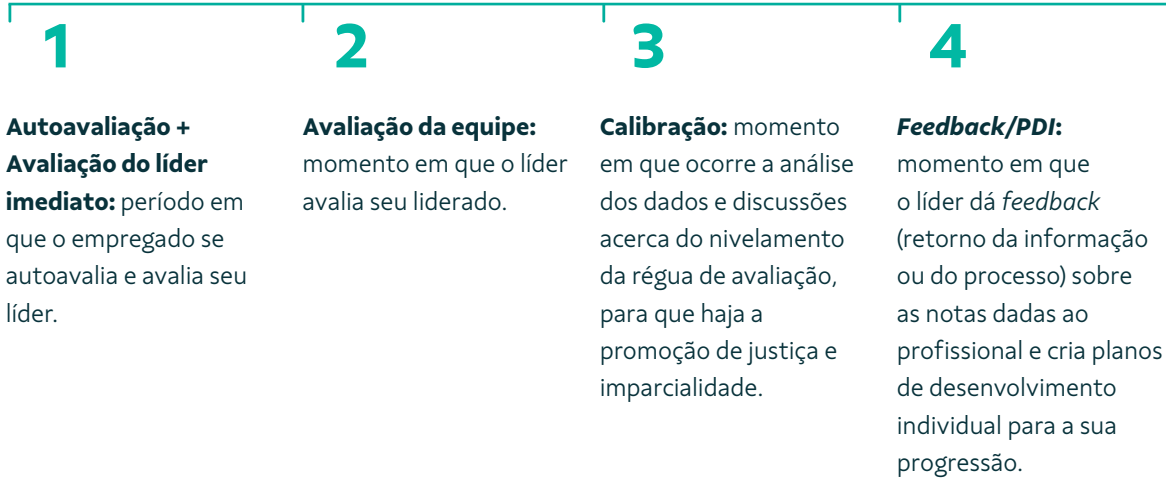 1
Autoavaliação +
Avaliação do líder
imediato: período em
que o empregado se
autoavalia e avalia seu
líder.
2
Avaliação da equipe:
momento em que o líder
avalia seu liderado.
3
Calibração: momento
em que ocorre a análise
dos dados e discussões
acerca do nivelamento
da régua de avaliação,
para que haja a
promoção de justiça e
imparcialidade.
4
Feedback/PDI:
momento em que
o líder dá feedback
(retorno da informação
ou do processo) sobre
as notas dadas ao
profissional e cria planos
de desenvolvimento
individual para a sua
progressão.